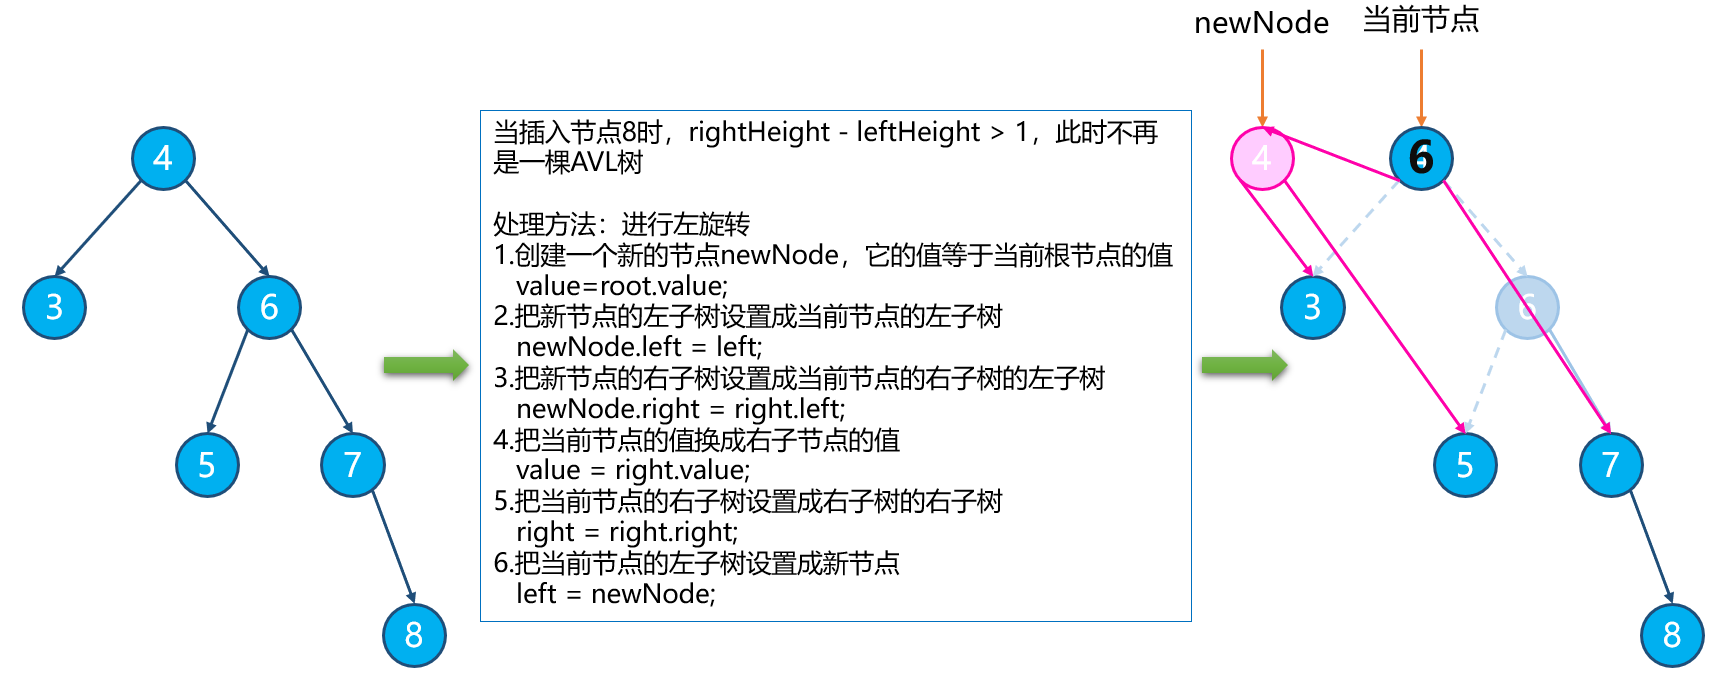 4
3
6
5
7
8
当插入节点8时，rightHeight - leftHeight > 1，此时不再
是一棵AVL树
处理方法：进行左旋转
1.创建一个新的节点newNode，它的值等于当前根节点的值
value=root.value;
2.把新节点的左子树设置成当前节点的左子树
newNode.left = left;
3.把新节点的右子树设置成当前节点的右子树的左子树
newNode.right = right.left;
4.把当前节点的值换成右子节点的值
value = right.value;
5.把当前节点的右子树设置成右子树的右子树
right = right.right;
6.把当前节点的左子树设置成新节点
left = newNode;
newNode
当前节点
4
6
3
6
5
7
8